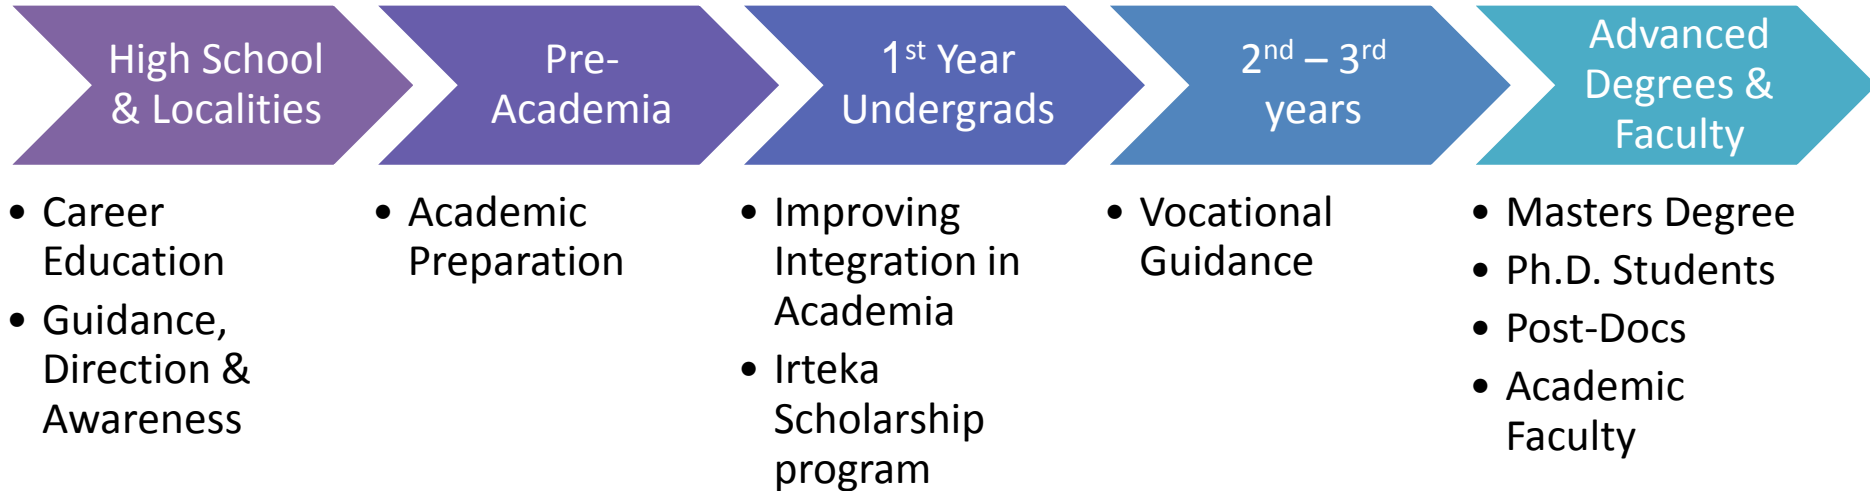 High School
& Localities
Pre-
Academia
1st Year
Undergrads
2nd – 3rd
years
Advanced
Degrees &
Faculty
• Career
Education
• Guidance,
Direction &
Awareness
• Academic
Preparation
• Improving
Integration in
Academia
• Irteka
Scholarship
program
• Vocational
Guidance
• Masters Degree
• Ph.D. Students
• Post-Docs
• Academic
Faculty